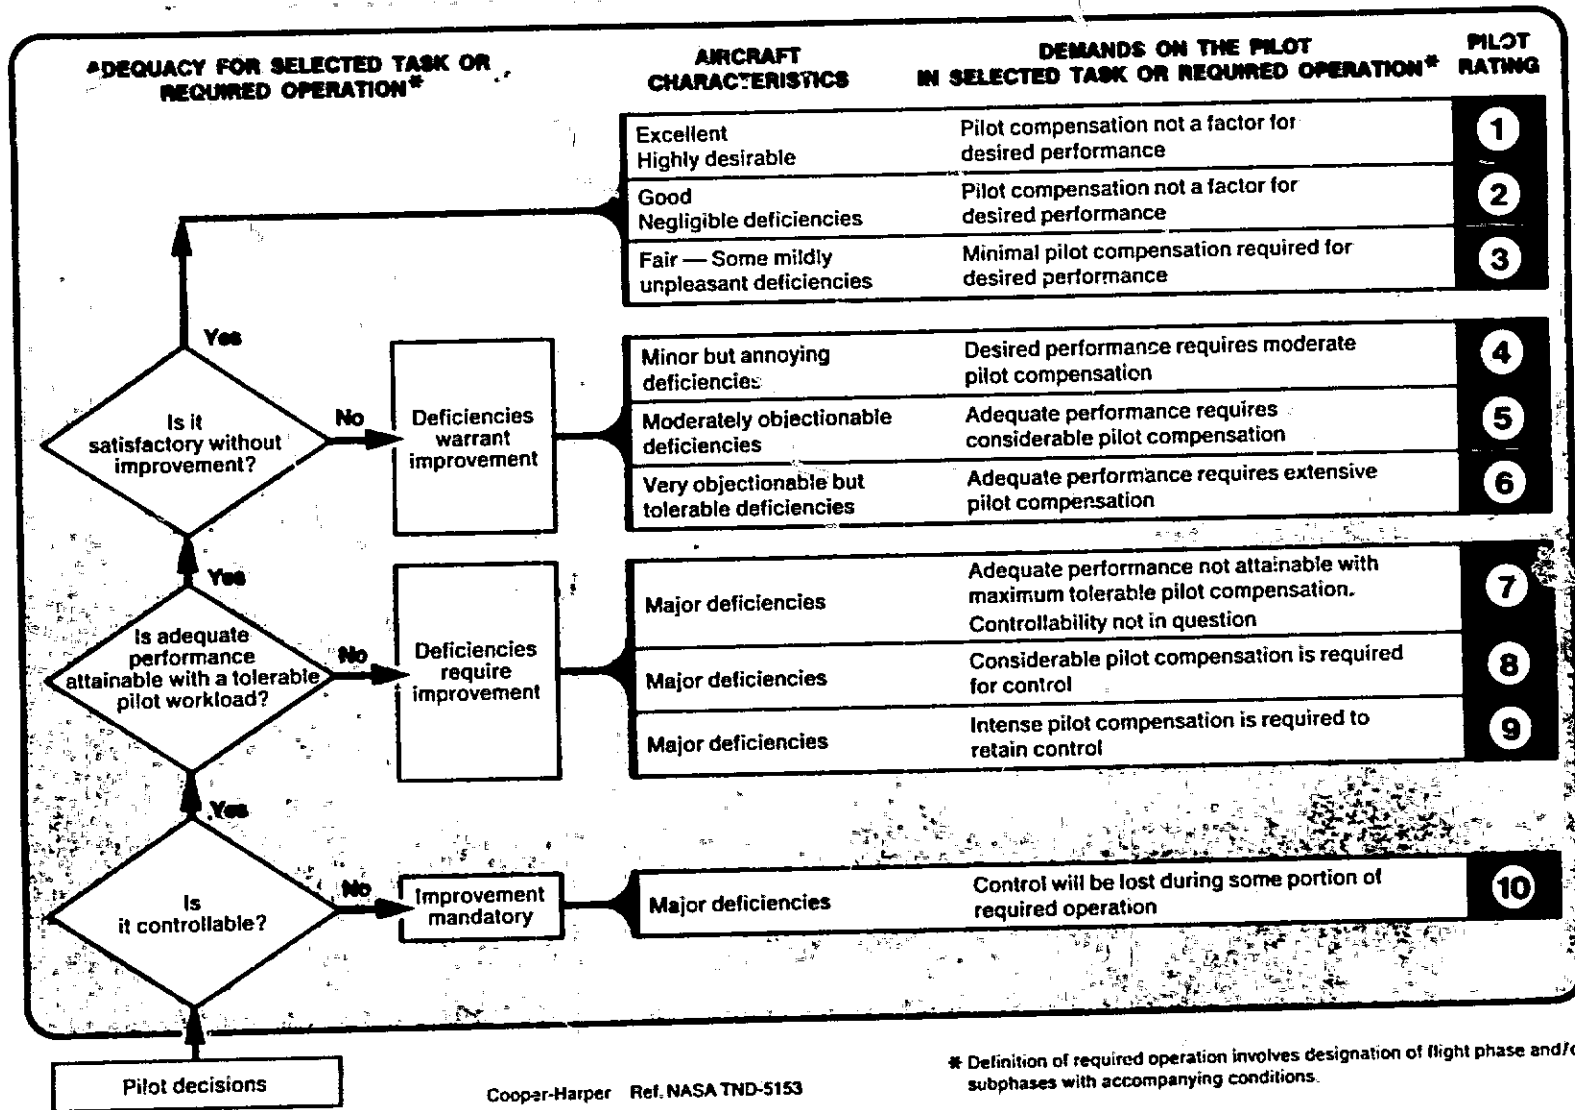 ADEQUACY FOR SELECTED TASK OR
REQUIRED OPERATION*
AIRCRAFT
CHARACTERISTICS
DEMANDS ON THE PILOT
IN SELECTED TASK OR REQUIRED OPERATION*
PILOT
RATING
Excellent
Highly desirable
Pilot compensation not a factor for
desired performance
1
Good
Negligible deficiencies
Pilot compensation not a factor for
desired performance
2
Fair — Some mildly
unpleasant deficiencies
Minimal pilot compensation required for
desired performance
3
Yes
Is it
satisfactory without
improvement?
No
Deficiencies
warrant
improvement
Minor but annoying
deficiencies
Desired performance requires moderate
pilot compensation
4
Moderately objectionable
deficiencies
Adequate performance requires
considerable pilot compensation
5
Very objectionable but
tolerable deficiencies
Adequate performance requires extensive
pilot compensation
6
Yes
Is adequate
performance
attainable with a tolerable
pilot workload?
No
Deficiencies
require
improvement
Major deficiencies
Adequate performance not attainable with
maximum tolerable pilot compensation.
Controllability not in question
7
Major deficiencies
Considerable pilot compensation is required
for control
8
Major deficiencies
Intense pilot compensation is required to
retain control
9
Yes
Is
it controllable?
No
Improvement
mandatory
Major deficiencies
Control will be lost during some portion of
required operation
10
Pilot decisions
Cooper-Harper Ref. NASA TND-5153
* Definition of required operation involves designation of flight phase and/o
subphases with accompanying conditions.